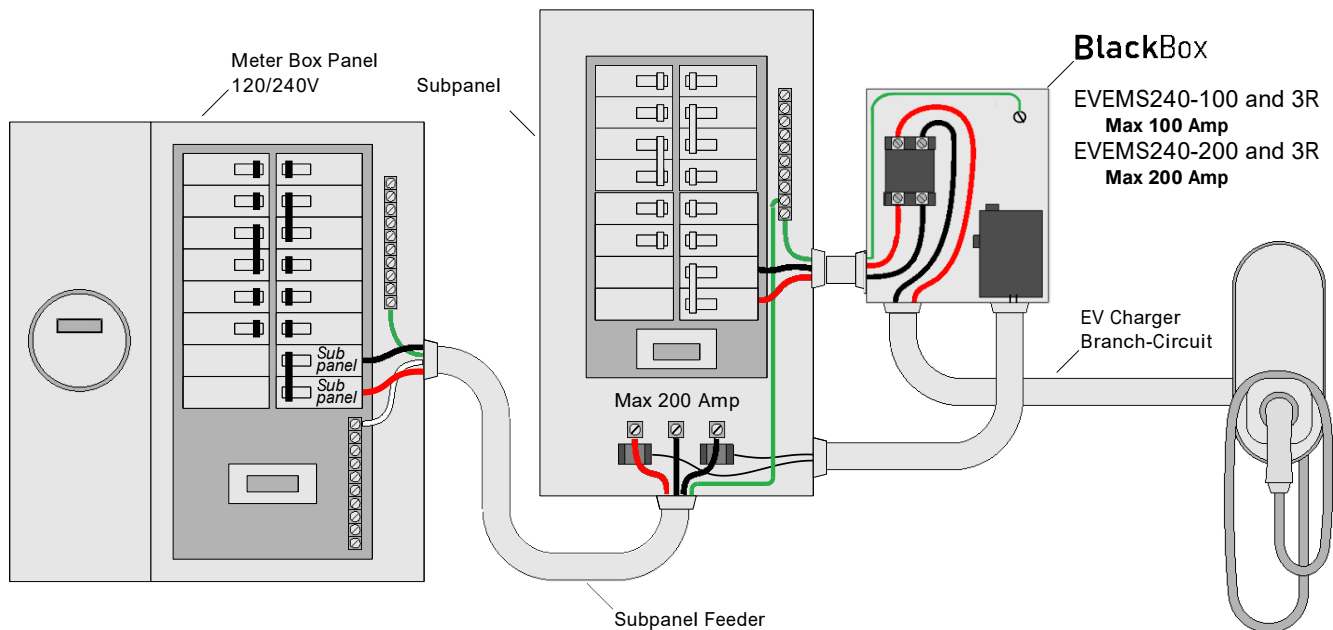 Meter Box Panel
120/240V
Subpanel
BlackBox
EVEMS240-100 and 3R
Max 100 Amp
EVEMS240-200 and 3R
Max 200 Amp
EV Charger
Branch-Circuit
Sub
panel
Sub
panel
Max 200 Amp
Subpanel Feeder